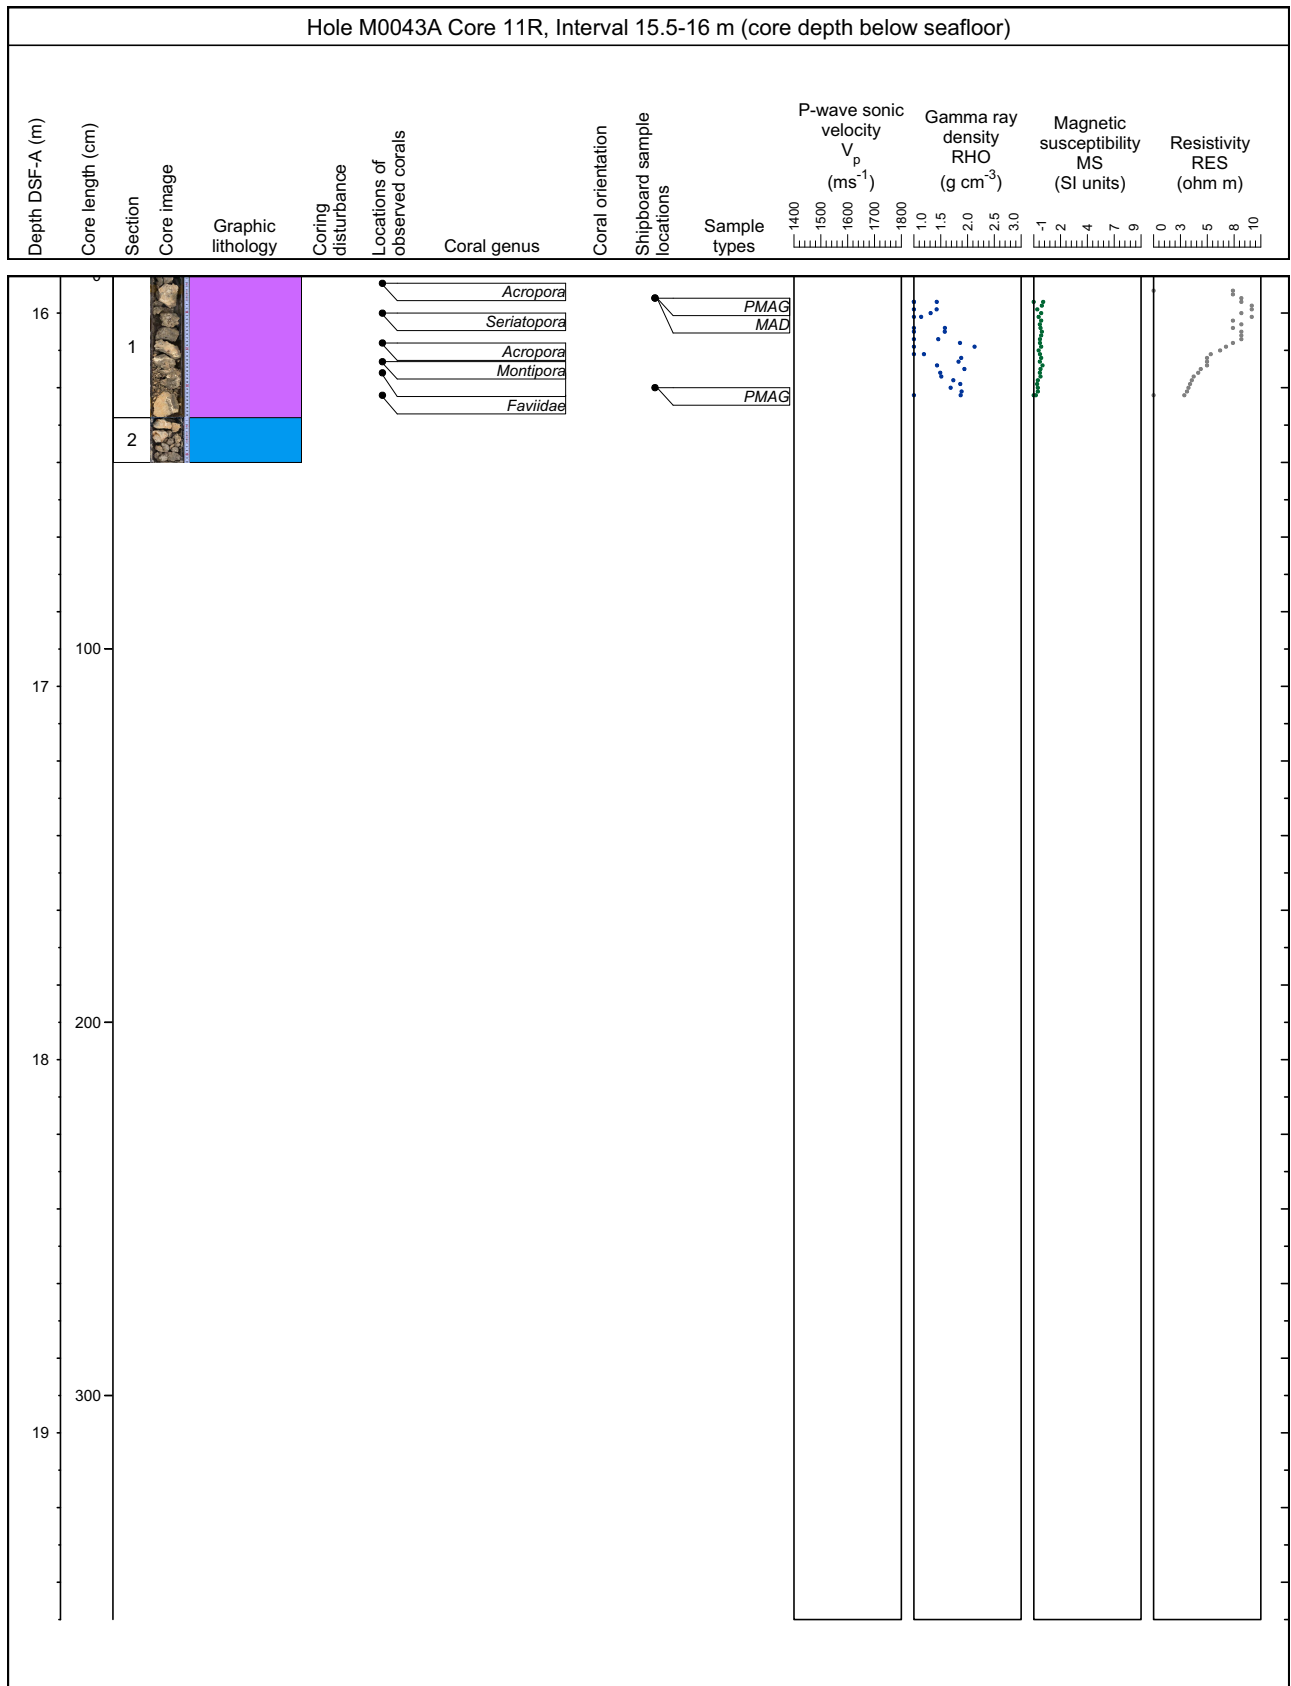 Hole M0043A Core 11R, Interval 15.5-16 m (core depth below seafloor)
Depth DSF-A (m)
Core length (cm)
Section
Core image
Graphic
lithology
Coring
disturbance
Locations of
observed corals
Coral genus
Coral orientation
Shipboard sample
locations
Sample
types
P-wave sonic
velocity
Vp
(ms-1)
1400 1500 1600 1700 1800
Gamma ray
density
RHO
(g cm-3)
1.0 1.5 2.0 2.5 3.0
Magnetic
susceptibility
MS
(SI units)
-1 2 4 7 9
Resistivity
RES
(ohm m)
0 3 5 8 10
Acropora
PMAG
16
Seriatopora
MAD
1
Acropora
Montipora
PMAG
Faviidae
2
100
17
200
18
300
19